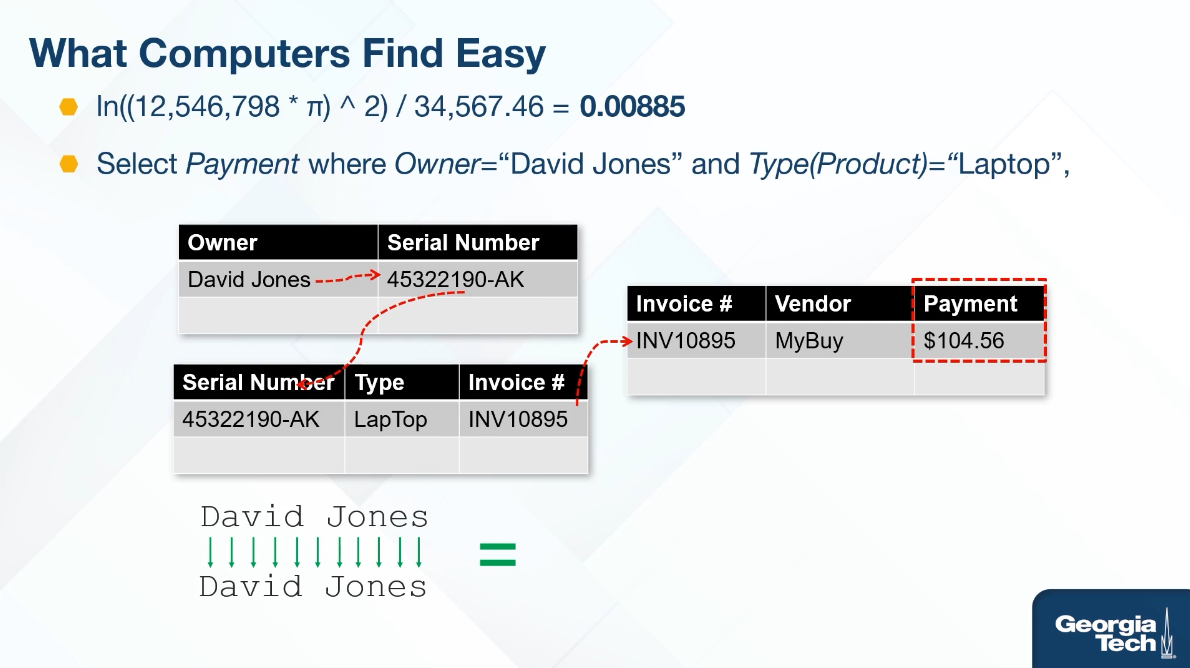 What Computers Find Easy
ln((12,546,798 * π) ^ 2) / 34,567.46 = 0.00885
Select Payment where Owner=“David Jones” and Type(Product)=“Laptop”,
Owner Serial Number
David Jones 45322190-AK
Invoice # Vendor Payment
INV10895 MyBuy $104.56
Serial Number Type Invoice #
45322190-AK LapTop INV10895
David Jones
=
David Jones
Georgia
Tech